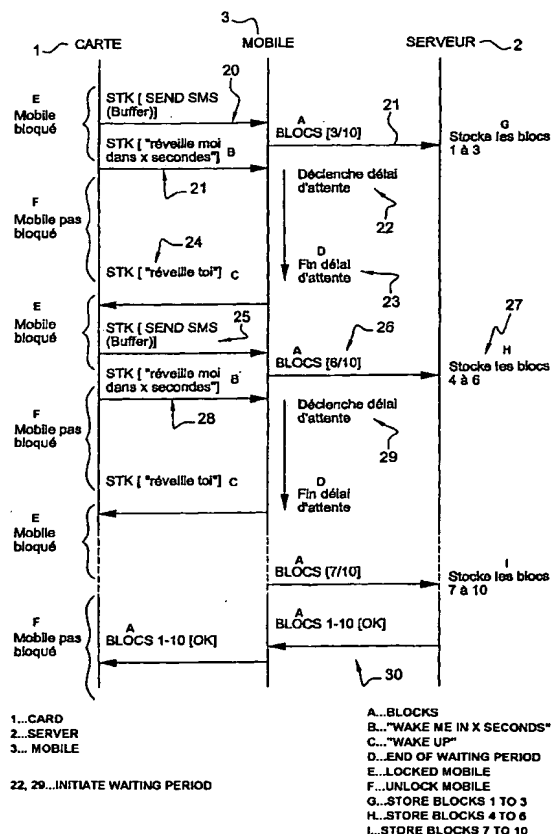 3
1 CARTE MOBILE SERVEUR 2
E
Mobile
bloqué
STK [ SEND SMS
(Buffer)]
20
A
BLOCS [3/10]
21
G
Stocke les blocs
1 à 3
STK ["réveille moi
dans x secondes"] B
21
Déclenche délai
d'attente
22
F
Mobile pas
bloqué
24
D
Fin délai
d'attente
23
STK [ "réveille toi"] C
E
Mobile
bloqué
STK [ SEND SMS
(Buffer)]
25
A
BLOCS [6/10]
26
27
H
Stocke les blocs
4 à 6
STK ["réveille moi
dans x secondes"] B
28
Déclenche délai
d'attente
29
F
Mobile pas
bloqué
STK [ "réveille toi"] C
D
Fin délai
d'attente
E
Mobile
bloqué
A
BLOCS [7/10]
I
Stocke les blocs
7 à 10
F
Mobile pas
bloqué
A
BLOCS 1-10 [OK]
A
BLOCS 1-10 [OK]
30
1...CARD
2...SERVER
3... MOBILE
22, 29...INITIATE WAITING PERIOD
A...BLOCKS
B..."WAKE ME IN X SECONDS"
C..."WAKE UP"
D...END OF WAITING PERIOD
E...LOCKED MOBILE
F...UNLOCK MOBILE
G...STORE BLOCKS 1 TO 3
H...STORE BLOCKS 4 TO 6
I...STORE BLOCKS 7 TO 10